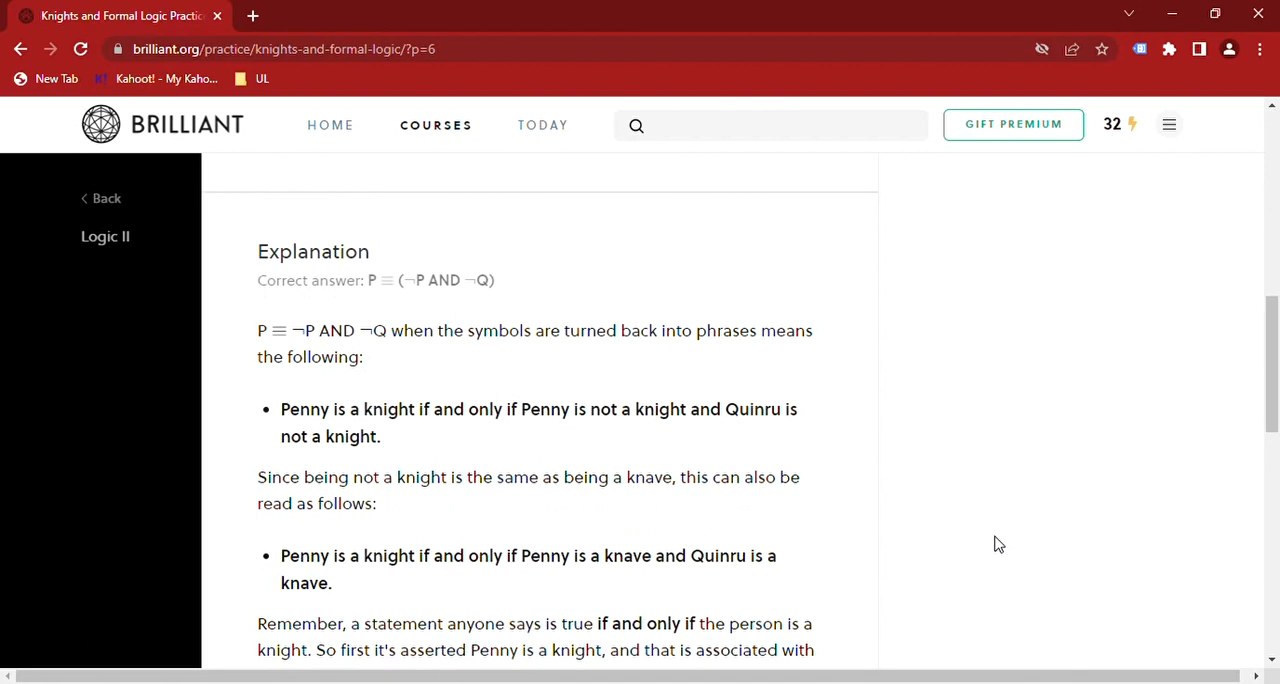 Knights and Formal Logic Practic
brilliant.org/practice/knights-and-formal-logic/?p=6
New Tab
Kahoot! - My Kaho...
UL
BRILLIANT
HOME
COURSES
TODAY
GIFT PREMIUM
32
< Back
Logic II
Explanation
Correct answer: P ≡ (¬P AND ¬Q)
P ≡ ¬P AND ¬Q when the symbols are turned back into phrases means
the following:
• Penny is a knight if and only if Penny is not a knight and Quinru is
not a knight.
Since being not a knight is the same as being a knave, this can also be
read as follows:
• Penny is a knight if and only if Penny is a knave and Quinru is a
knave.
Remember, a statement anyone says is true if and only if the person is a
knight. So first it's asserted Penny is a knight, and that is associated with